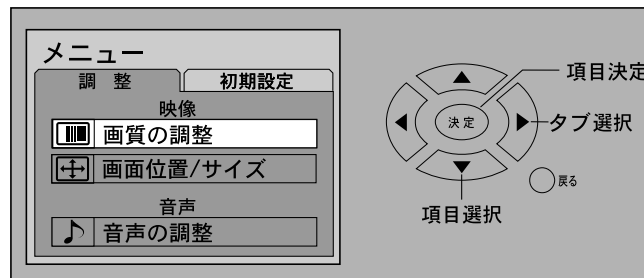 メニュー
調 整
初期設定
映像
画質の調整
画面位置/サイズ
音声
音声の調整
項目決定
決定
タブ選択
戻る
項目選択